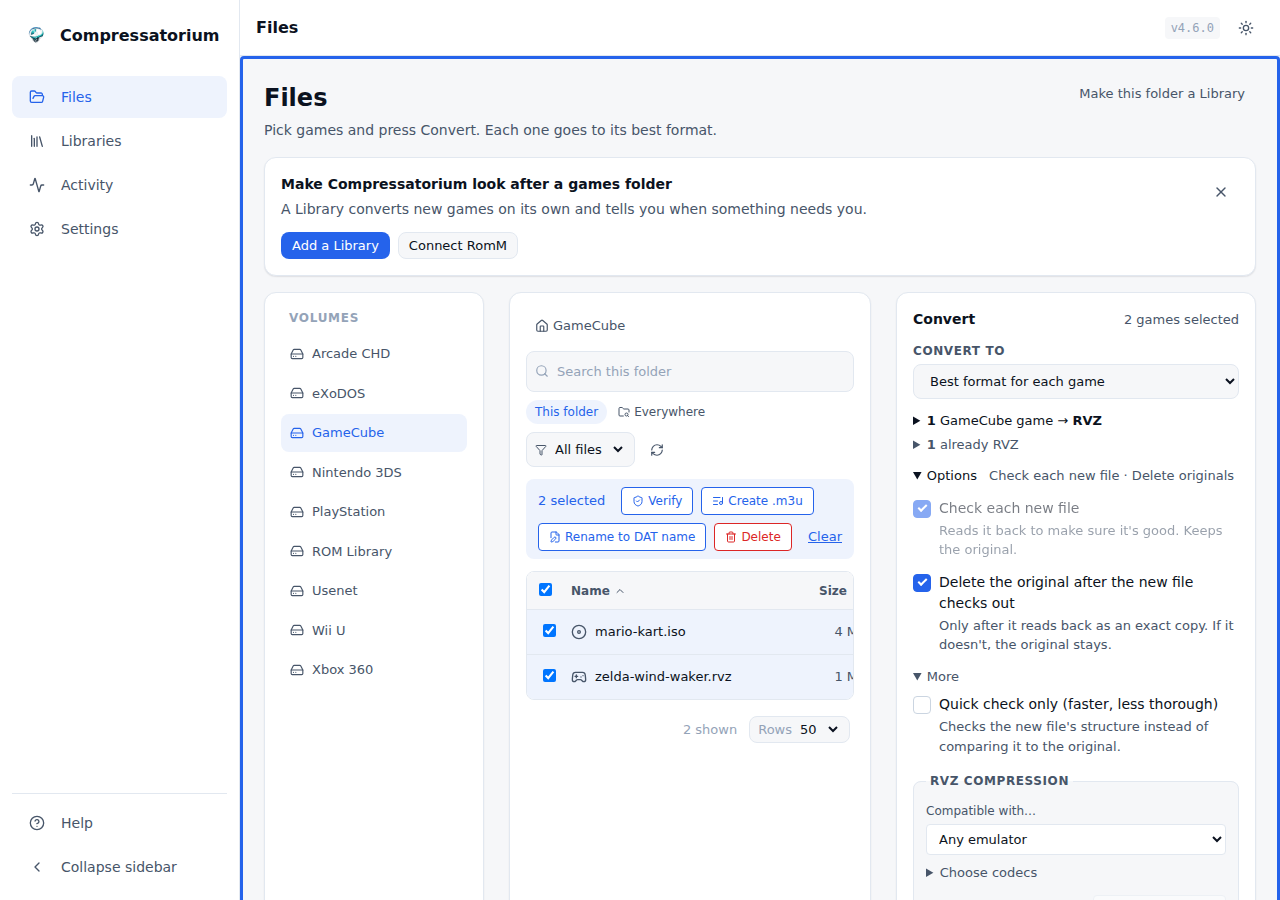 Compressatorium
Files
Libraries
Activity
Settings
Help
Collapse sidebar
Files
v4.6.0
Files
Make this folder a Library
Pick games and press Convert. Each one goes to its best format.
Make Compressatorium look after a games folder
A Library converts new games on its own and tells you when something needs you.
Add a Library
Connect RomM
VOLUMES
Arcade CHD
eXoDOS
GameCube
Nintendo 3DS
PlayStation
ROM Library
Usenet
Wii U
Xbox 360
GameCube
Search this folder
This folder
Everywhere
All files
2 selected
Verify
Create .m3u
Rename to DAT name
Delete
Clear
Name
Size
mario-kart.iso
4 M
zelda-wind-waker.rvz
1 M
2 shown
Rows 50
Convert
2 games selected
CONVERT TO
Best format for each game
1 GameCube game → RVZ
1 already RVZ
Options
Check each new file · Delete originals
Check each new file
Reads it back to make sure it's good. Keeps
the original.
Delete the original after the new file
checks out
Only after it reads back as an exact copy. If it
doesn't, the original stays.
More
Quick check only (faster, less thorough)
Checks the new file's structure instead of
comparing it to the original.
RVZ COMPRESSION
Compatible with...
Any emulator
Choose codecs